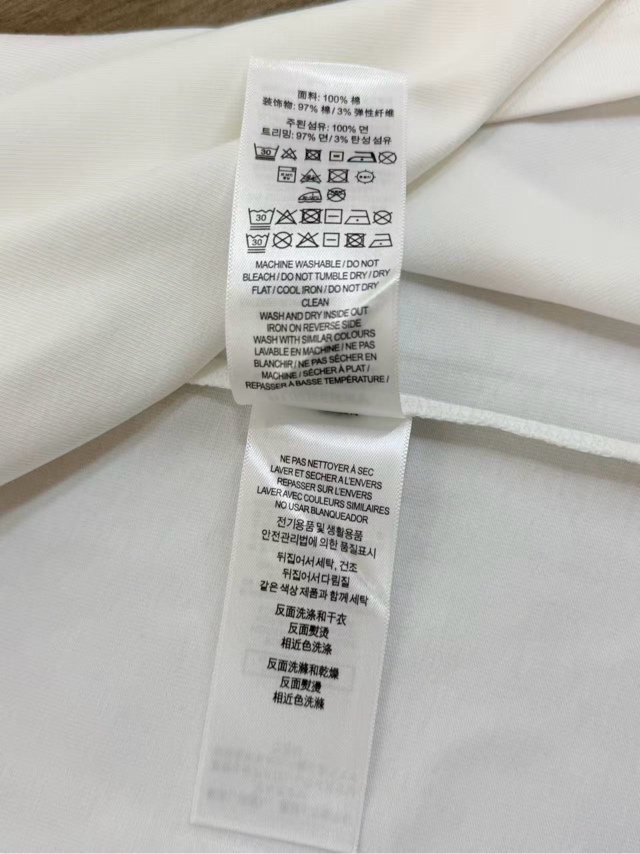 面料: 100% 棉
装饰物: 97% 棉 / 3% 弹性纤维
주된 섬유: 100% 면
트리밍: 97% 면 / 3% 탄성 섬유
30
30
30
MACHINE WASHABLE / DO NOT
BLEACH / DO NOT TUMBLE DRY / DRY
FLAT / COOL IRON / DO NOT DRY
CLEAN
WASH AND DRY INSIDE OUT
IRON ON REVERSE SIDE
WASH WITH SIMILAR COLOURS
LAVABLE EN MACHINE / NE PAS
BLANCHIR / NE PAS SÉCHER EN
MACHINE / SÉCHER À PLAT /
REPASSER À BASSE TEMPÉRATURE /
NE PAS NETTOYER À SEC
LAVER ET SECHER A L'ENVERS
REPASSER SUR L'ENVERS
LAVER AVEC COULEURS SIMILAIRES
NO USAR BLANQUEADOR
전기용품 및 생활용품
안전관리법에 의한 품질표시
뒤집어서 세탁, 건조
뒤집어서 다림질
같은 색상 제품과 함께 세탁
反面洗涤和干衣
反面熨烫
相近色洗涤
反面洗滌和乾燥
反面熨燙
相近色洗滌